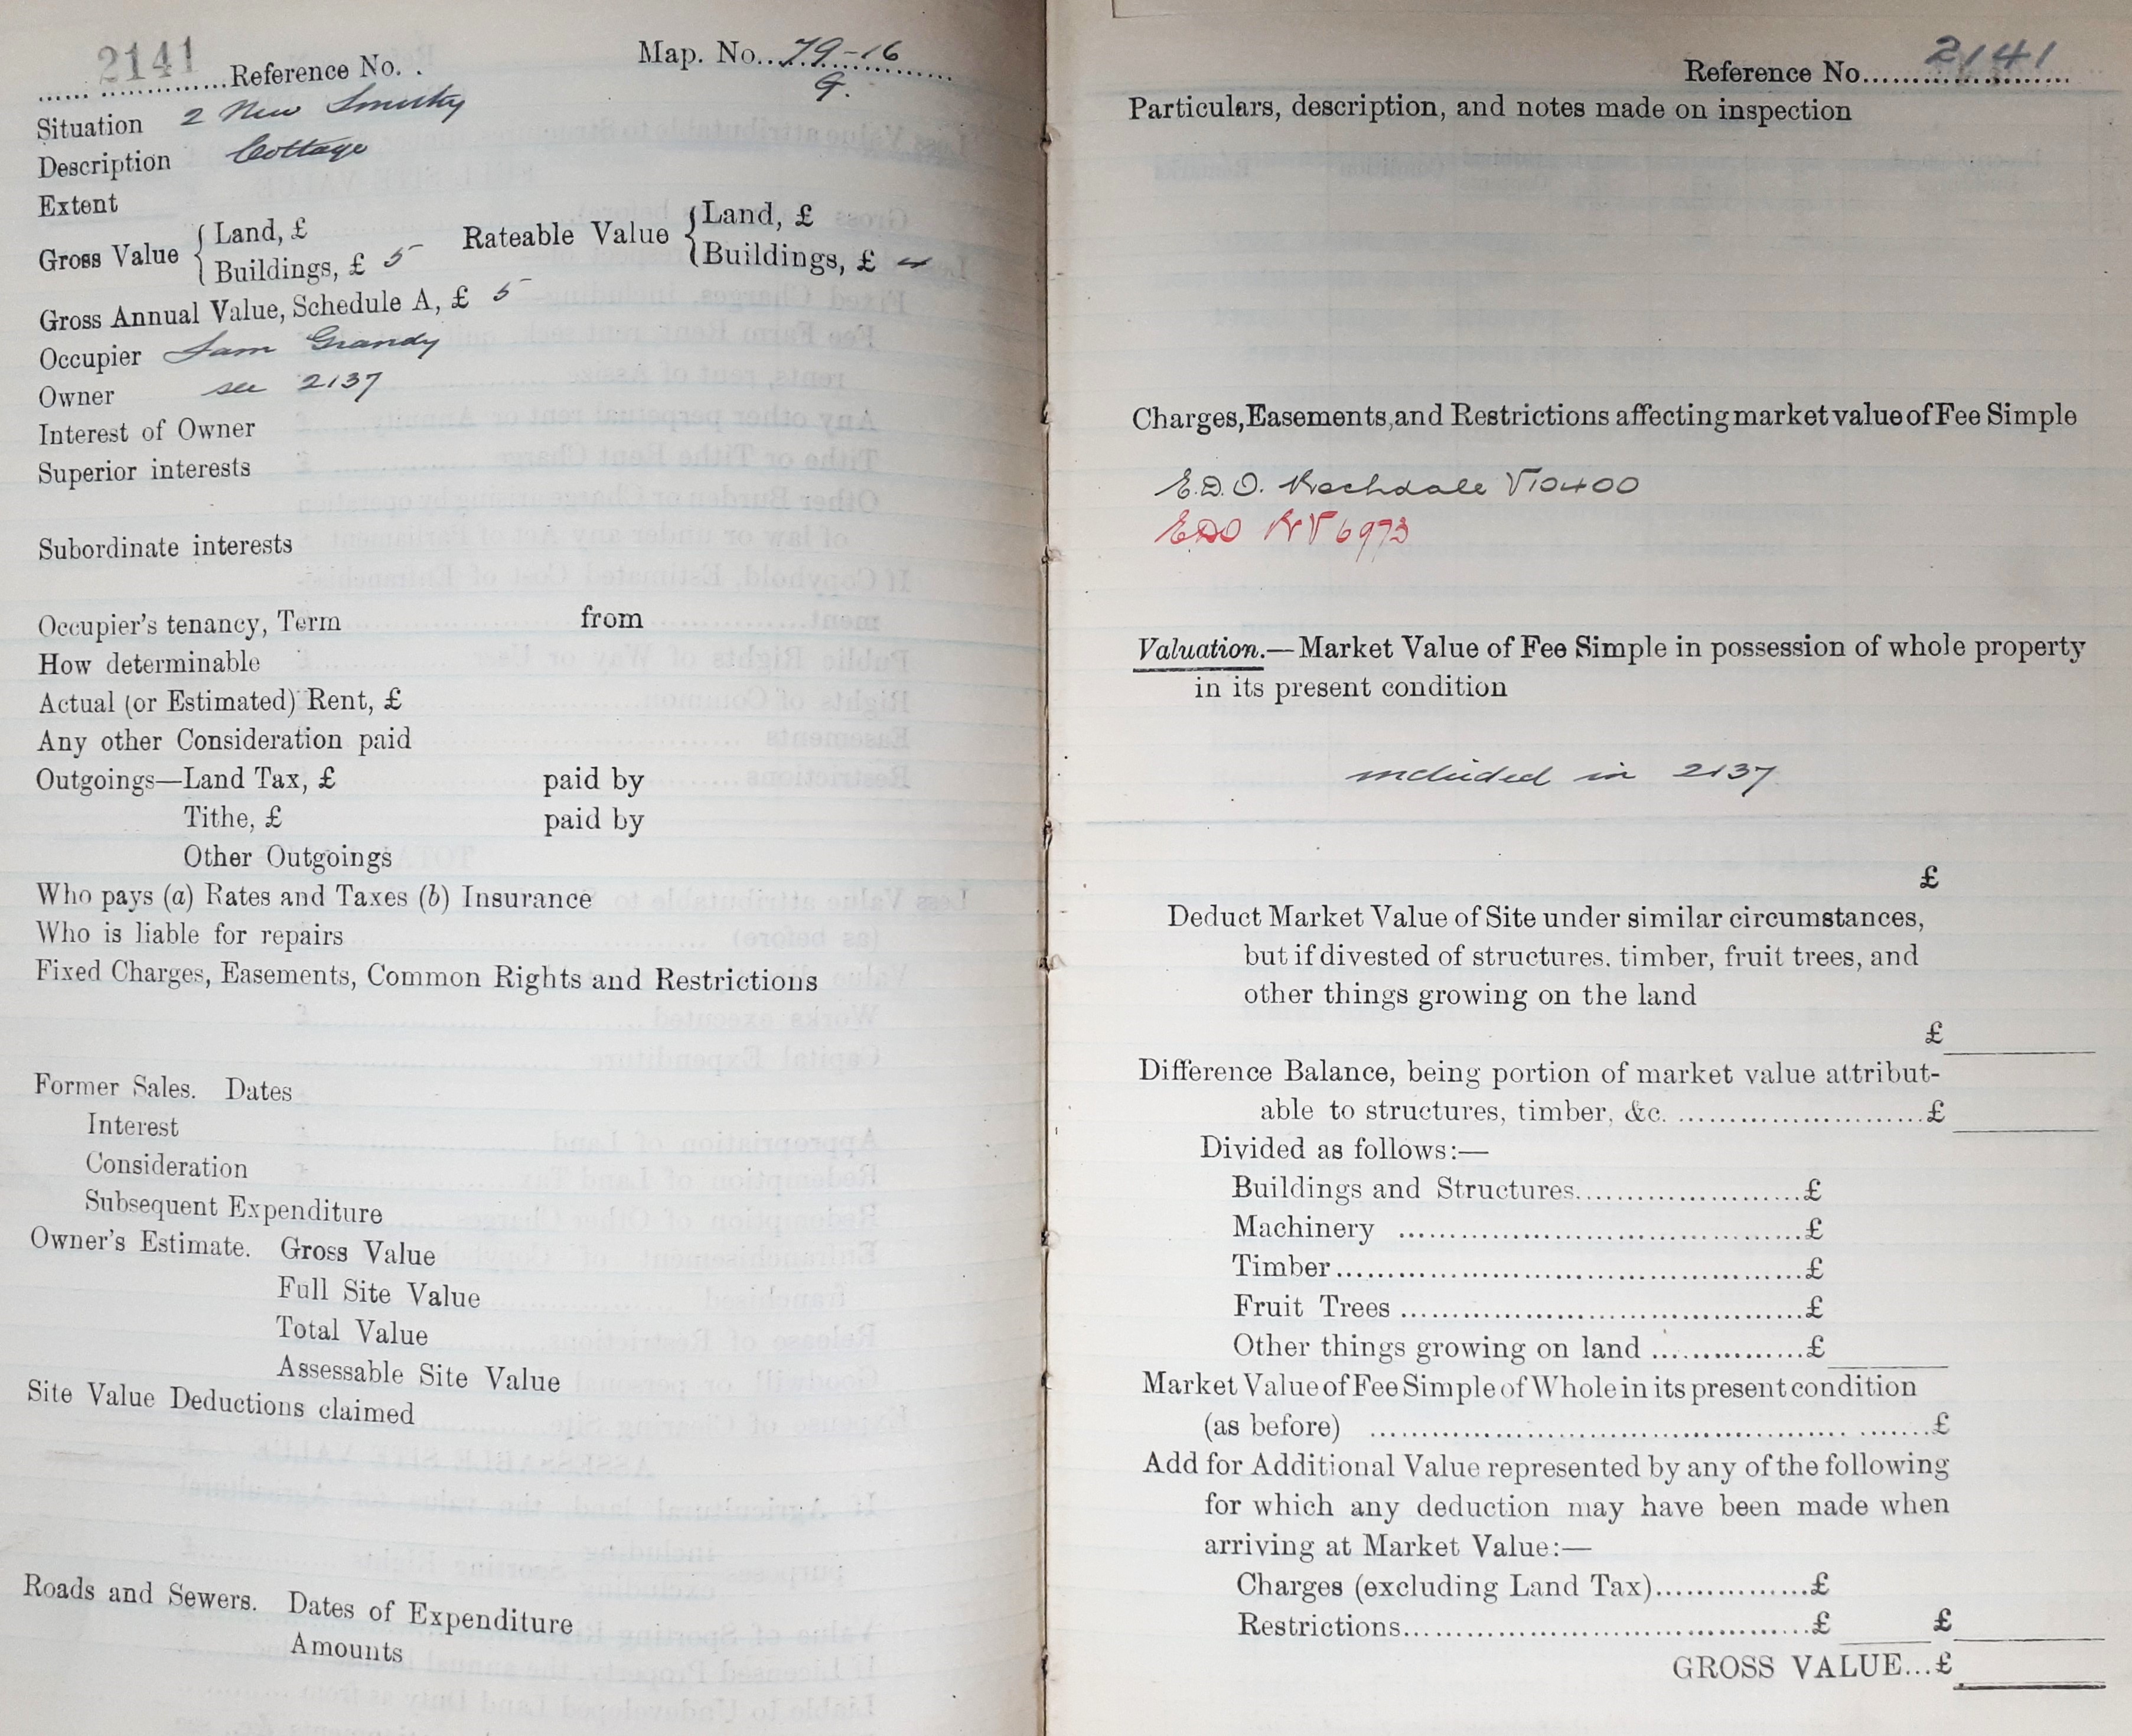 2141 Reference No. .
Map. No. 79-16
9.
Situation 2 New Smithy
Description Cottage
Extent
Gross Value { Land, £
Buildings, £ 5
Rateable Value { Land, £
Buildings, £ 4
Gross Annual Value, Schedule A, £ 5
Occupier Sam Grandy
Owner see 2137
Interest of Owner
Superior interests
Subordinate interests
Occupier's tenancy, Term from
How determinable
Actual (or Estimated) Rent, £
Any other Consideration paid
Outgoings—Land Tax, £ paid by
Tithe, £ paid by
Other Outgoings
Who pays (a) Rates and Taxes (b) Insurance
Who is liable for repairs
Fixed Charges, Easements, Common Rights and Restrictions
Former Sales. Dates
Interest
Consideration
Subsequent Expenditure
Owner's Estimate. Gross Value
Full Site Value
Total Value
Assessable Site Value
Site Value Deductions claimed
Roads and Sewers. Dates of Expenditure
Amounts
Reference No. 2141
Particulars, description, and notes made on inspection
Charges, Easements, and Restrictions affecting market value of Fee Simple
E.D.O. Rochdale V10400
EDO RV6973
Valuation.—Market Value of Fee Simple in possession of whole property
in its present condition
included in 2137
£
Deduct Market Value of Site under similar circumstances,
but if divested of structures, timber, fruit trees, and
other things growing on the land
£
Difference Balance, being portion of market value attribut-
able to structures, timber, &c. ........ £
Divided as follows:—
Buildings and Structures........ £
Machinery ........ £
Timber........ £
Fruit Trees ........ £
Other things growing on land ........ £
Market Value of Fee Simple of Whole in its present condition
(as before) ........ £
Add for Additional Value represented by any of the following
for which any deduction may have been made when
arriving at Market Value:—
Charges (excluding Land Tax)........ £
Restrictions........ £ £
GROSS VALUE...£